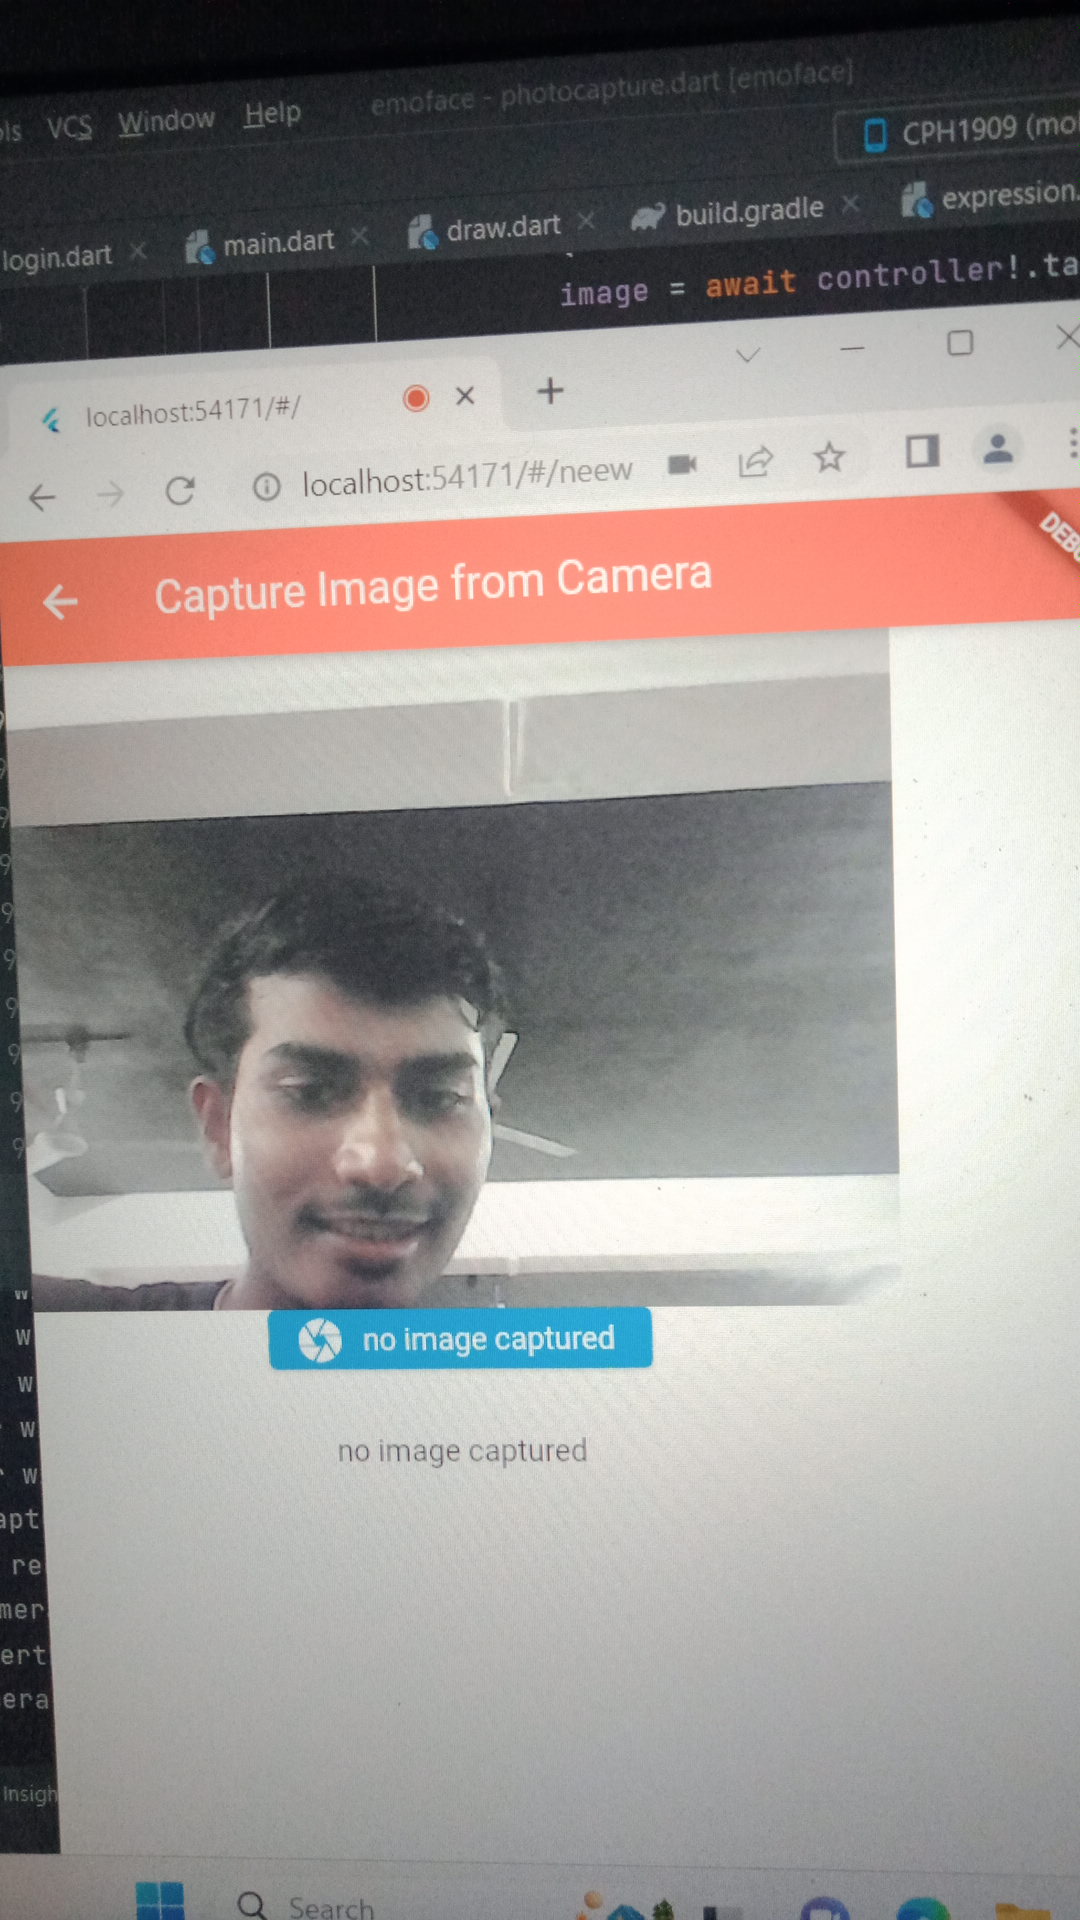 VCS Window Help emoface - photocapture.dart [emoface]
CPH1909 (mo
login.dart main.dart draw.dart build.gradle expression.
image = await controller!.ta
localhost:54171/#/
localhost:54171/#/neew
DEBU
Capture Image from Camera
no image captured
no image captured
w
w
w
w
w
apt
re
mer
ert
era
Insigh
Search